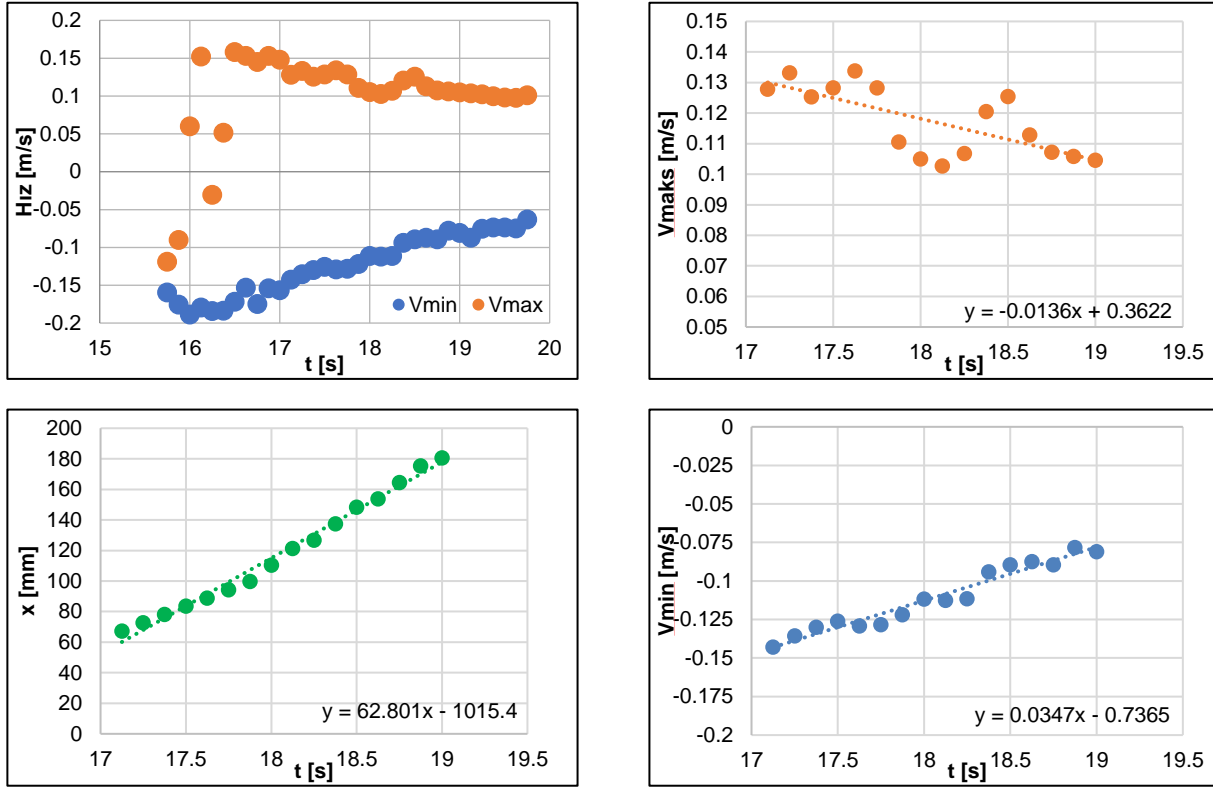 0.2
0.15
0.1
0.05
0
-0.05
-0.1
-0.15
-0.2
Hız [m/s]
Vmin Vmax
15 16 17 18 19 20
t [s]
0.15
0.14
0.13
0.12
0.11
0.1
0.09
0.08
0.07
0.06
0.05
Vmaks [m/s]
y = -0.0136x + 0.3622
17 17.5 18 18.5 19 19.5
t [s]
200
180
160
140
120
100
80
60
40
20
0
x [mm]
y = 62.801x - 1015.4
17 17.5 18 18.5 19 19.5
t [s]
0
-0.025
-0.05
-0.075
-0.1
-0.125
-0.15
-0.175
-0.2
Vmin [m/s]
y = 0.0347x - 0.7365
17 17.5 18 18.5 19 19.5
t [s]